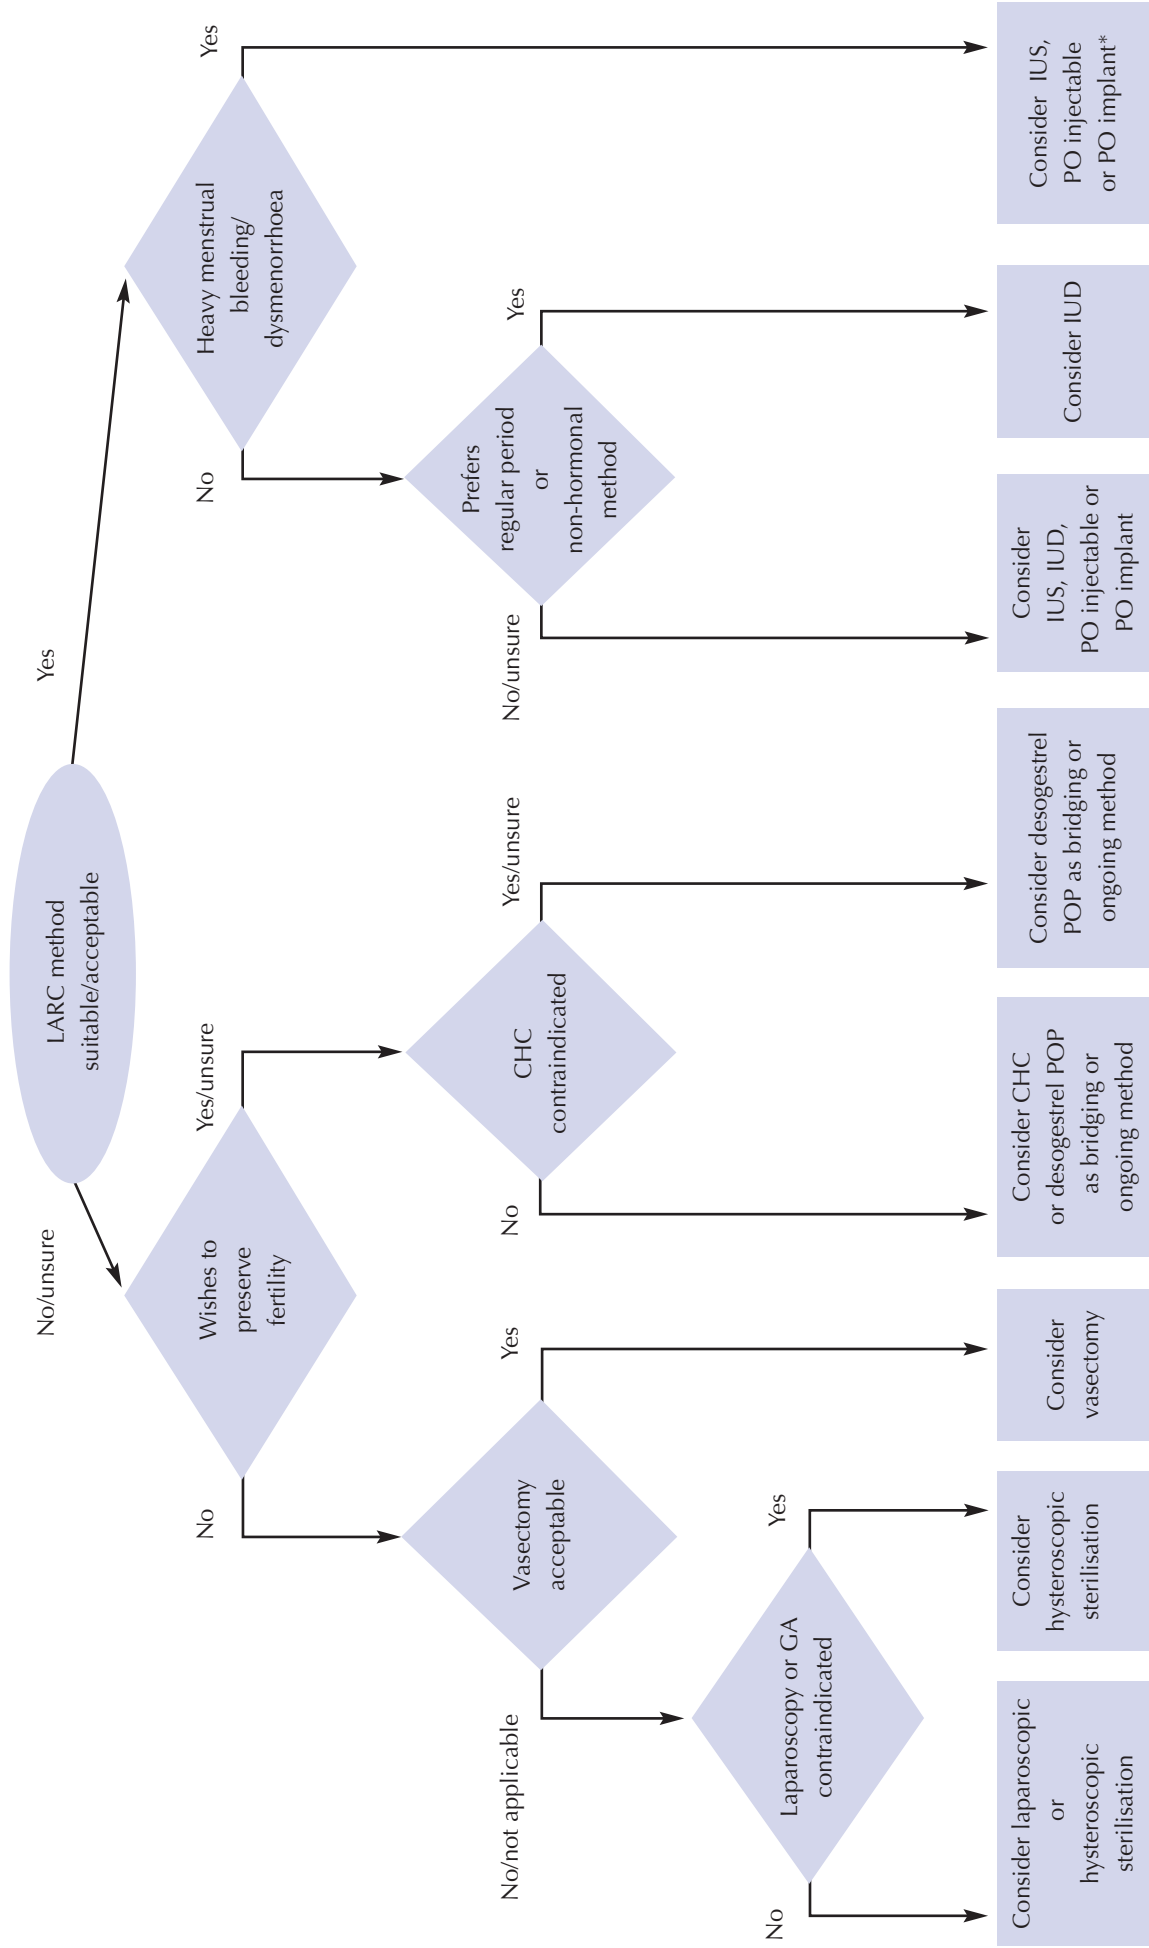 LARC method
suitable/acceptable
No/unsure
Yes
Wishes to
preserve
fertility
Heavy menstrual
bleeding/
dysmenorrhoea
No
Yes/unsure
No
Yes
Vasectomy
acceptable
CHC
contraindicated
Prefers
regular period
or
non-hormonal
method
No/not applicable
Yes
No
Yes/unsure
No/unsure
Yes
Laparoscopy or GA
contraindicated
No
Yes
Consider laparoscopic
or
hysteroscopic
sterilisation
Consider
hysteroscopic
sterilisation
Consider
vasectomy
Consider CHC
or desogestrel POP
as bridging or
ongoing method
Consider desogestrel
POP as bridging or
ongoing method
Consider
IUS, IUD,
PO injectable or
PO implant
Consider IUD
Consider IUS,
PO injectable
or PO implant*